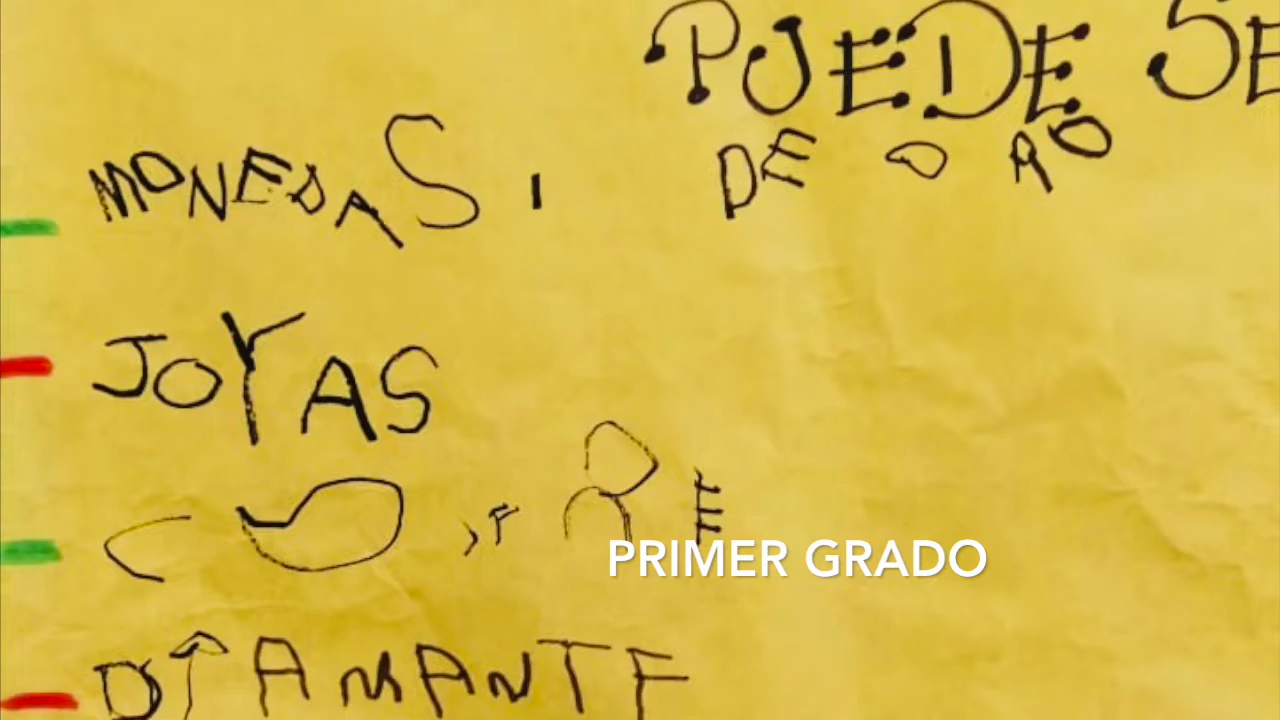 PUEDE SE
MONEDAS. DE ORO
JOYAS
COFRE
PRIMER GRADO
DIAMANTE